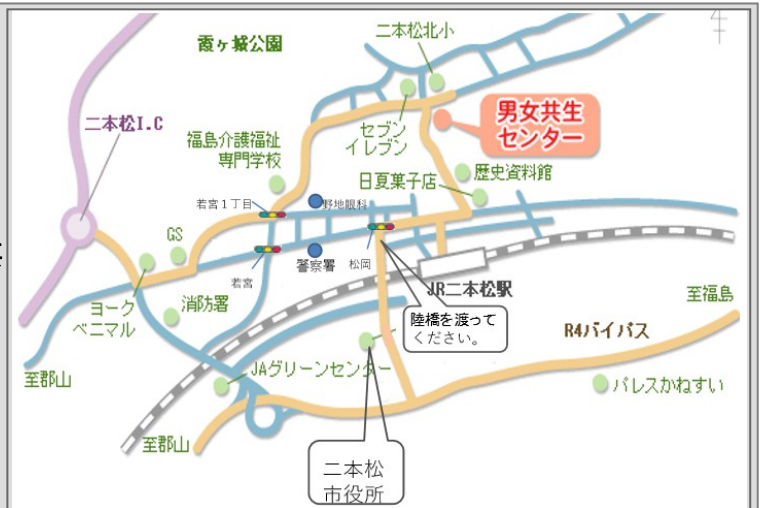 二本松北小
霞ヶ城公園
二本松I.C
男女共生
センター
セブン
イレブン
福島介護福祉
専門学校
歴史資料館
日夏菓子店
若宮1丁目
野地眼科
GS
若宮
警察署
松岡
JR二本松駅
ヨーク
ベニマル
消防署
陸橋を渡って
ください。
至福島
R4バイパス
至郡山
JAグリーンセンター
パレスかねすい
至郡山
二本松
市役所